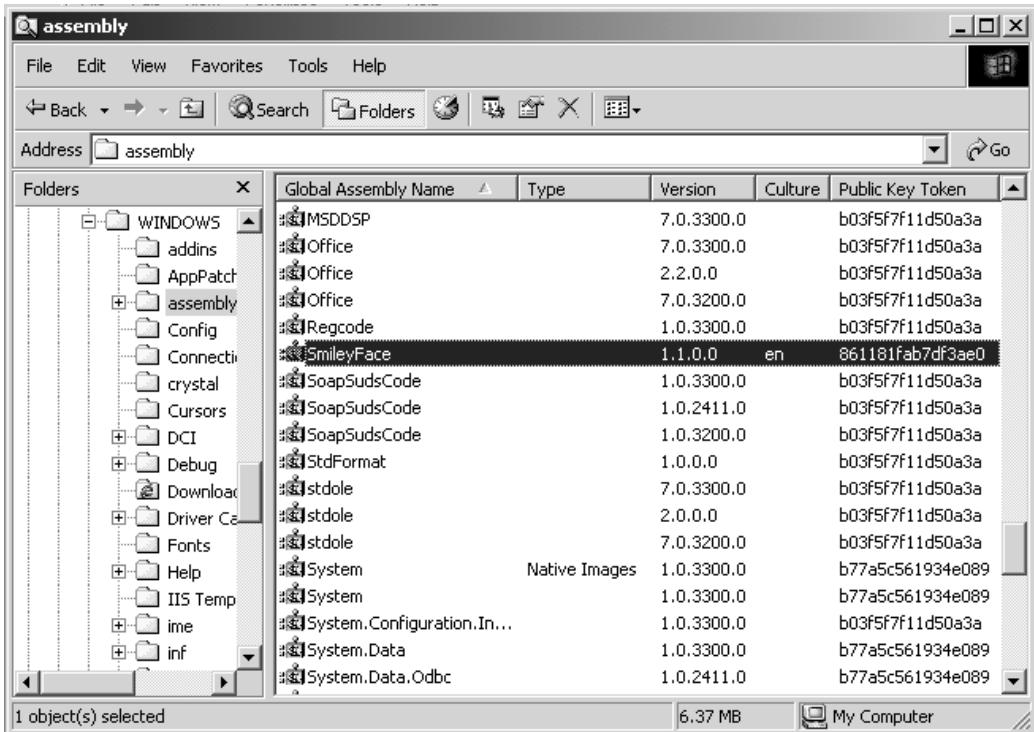 assembly
File Edit View Favorites Tools Help
Back Search Folders
Address assembly Go
Folders
Global Assembly Name Type Version Culture Public Key Token
WINDOWS
addins
AppPatch
assembly
Config
Connecti
crystal
Cursors
DCI
Debug
Downloac
Driver Ca
Fonts
Help
IIS Temp
ime
inf
MSDDSP 7.0.3300.0 b03f5f7f11d50a3a
Office 7.0.3300.0 b03f5f7f11d50a3a
Office 2.2.0.0 b03f5f7f11d50a3a
Office 7.0.3200.0 b03f5f7f11d50a3a
Regcode 1.0.3300.0 b03f5f7f11d50a3a
SmileyFace 1.1.0.0 en 861181fab7df3ae0
SoapSudsCode 1.0.3300.0 b03f5f7f11d50a3a
SoapSudsCode 1.0.2411.0 b03f5f7f11d50a3a
SoapSudsCode 1.0.3200.0 b03f5f7f11d50a3a
StdFormat 1.0.0.0 b03f5f7f11d50a3a
stdole 7.0.3300.0 b03f5f7f11d50a3a
stdole 2.0.0.0 b03f5f7f11d50a3a
stdole 7.0.3200.0 b03f5f7f11d50a3a
System Native Images 1.0.3300.0 b77a5c561934e089
System 1.0.3300.0 b77a5c561934e089
System.Configuration.In... 1.0.3300.0 b03f5f7f11d50a3a
System.Data 1.0.3300.0 b77a5c561934e089
System.Data.Odbc 1.0.2411.0 b77a5c561934e089
1 object(s) selected 6.37 MB My Computer